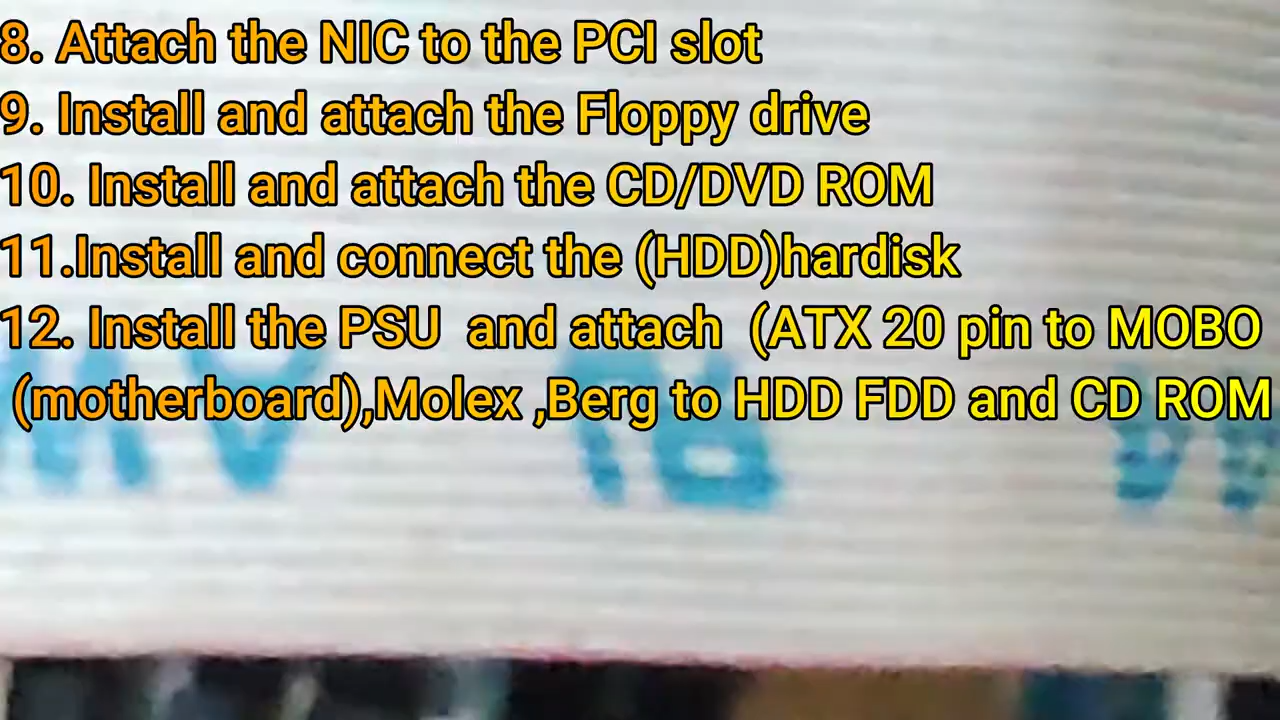 8. Attach the NIC to the PCI slot
9. Install and attach the Floppy drive
10. Install and attach the CD/DVD ROM
11.Install and connect the (HDD)hardisk
12. Install the PSU  and attach  (ATX 20 pin to MOBO
(motherboard),Molex ,Berg to HDD FDD and CD ROM